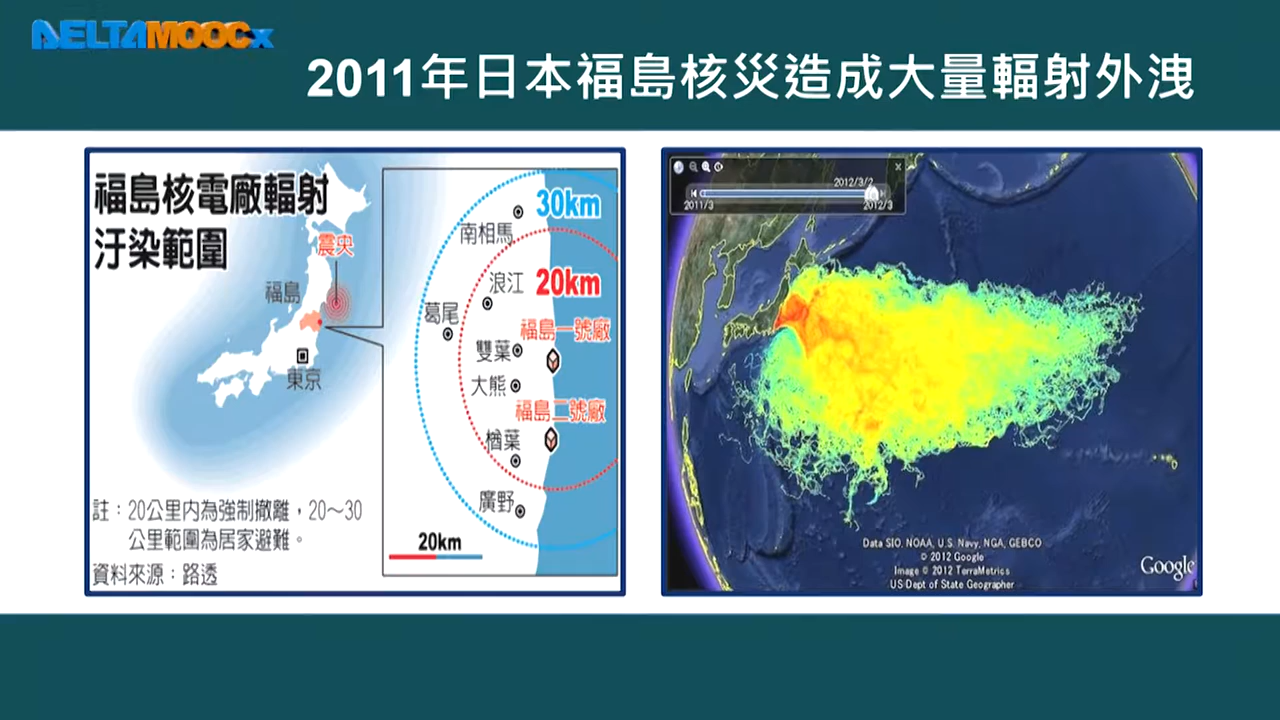 DELTAMOOCx
2011年日本福島核災造成大量輻射外洩
福島核電廠輻射
汙染範圍
震央
福島
東京
30km
南相馬
浪江
20km
葛尾
福島一號廠
雙葉
大熊
福島二號廠
楢葉
廣野
20km
註：20公里內為強制撤離，20～30
公里範圍為居家避難。
資料來源：路透
2012/3/2
2011/3
2012/3
Data SIO, NOAA, U.S. Navy, NGA, GEBCO
© 2012 Google
Image © 2012 TerraMetrics
US Dept of State Geographer
Google